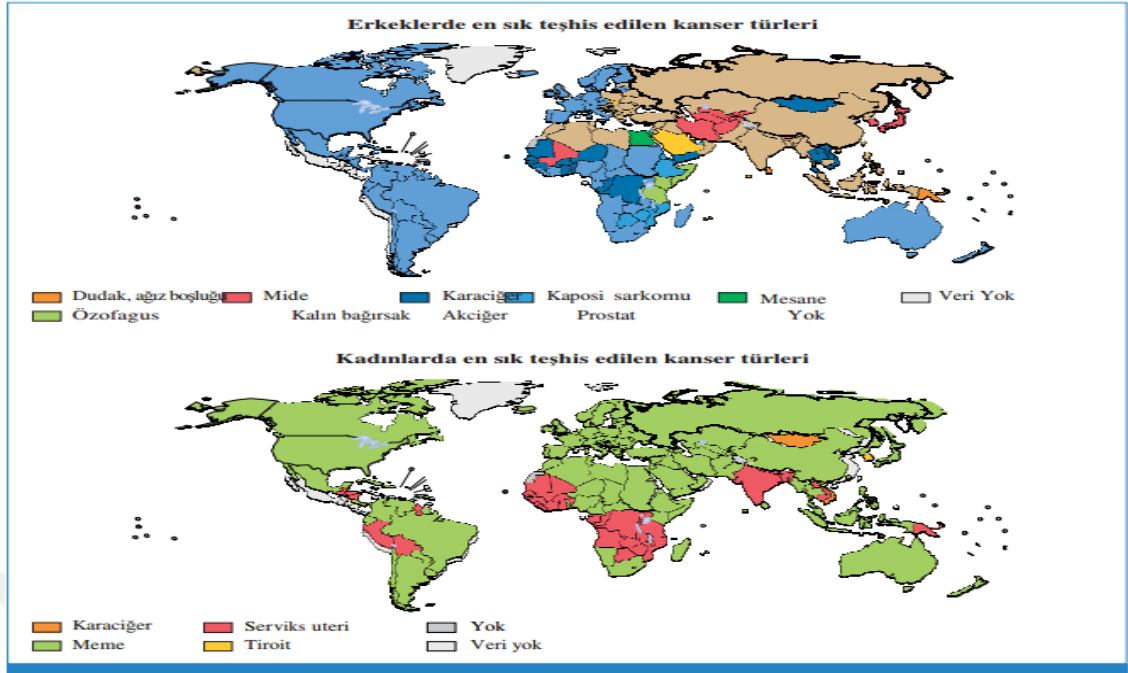 Erkeklerde en sık teşhis edilen kanser türleri
Dudak, ağız boşluğu Mide Karaciğer Kaposi sarkomu Mesane Veri Yok
Özofagus Kalın bağırsak Akciğer Prostat Yok
Kadınlarda en sık teşhis edilen kanser türleri
Karaciğer Serviks uteri Yok
Meme Tiroit Veri yok